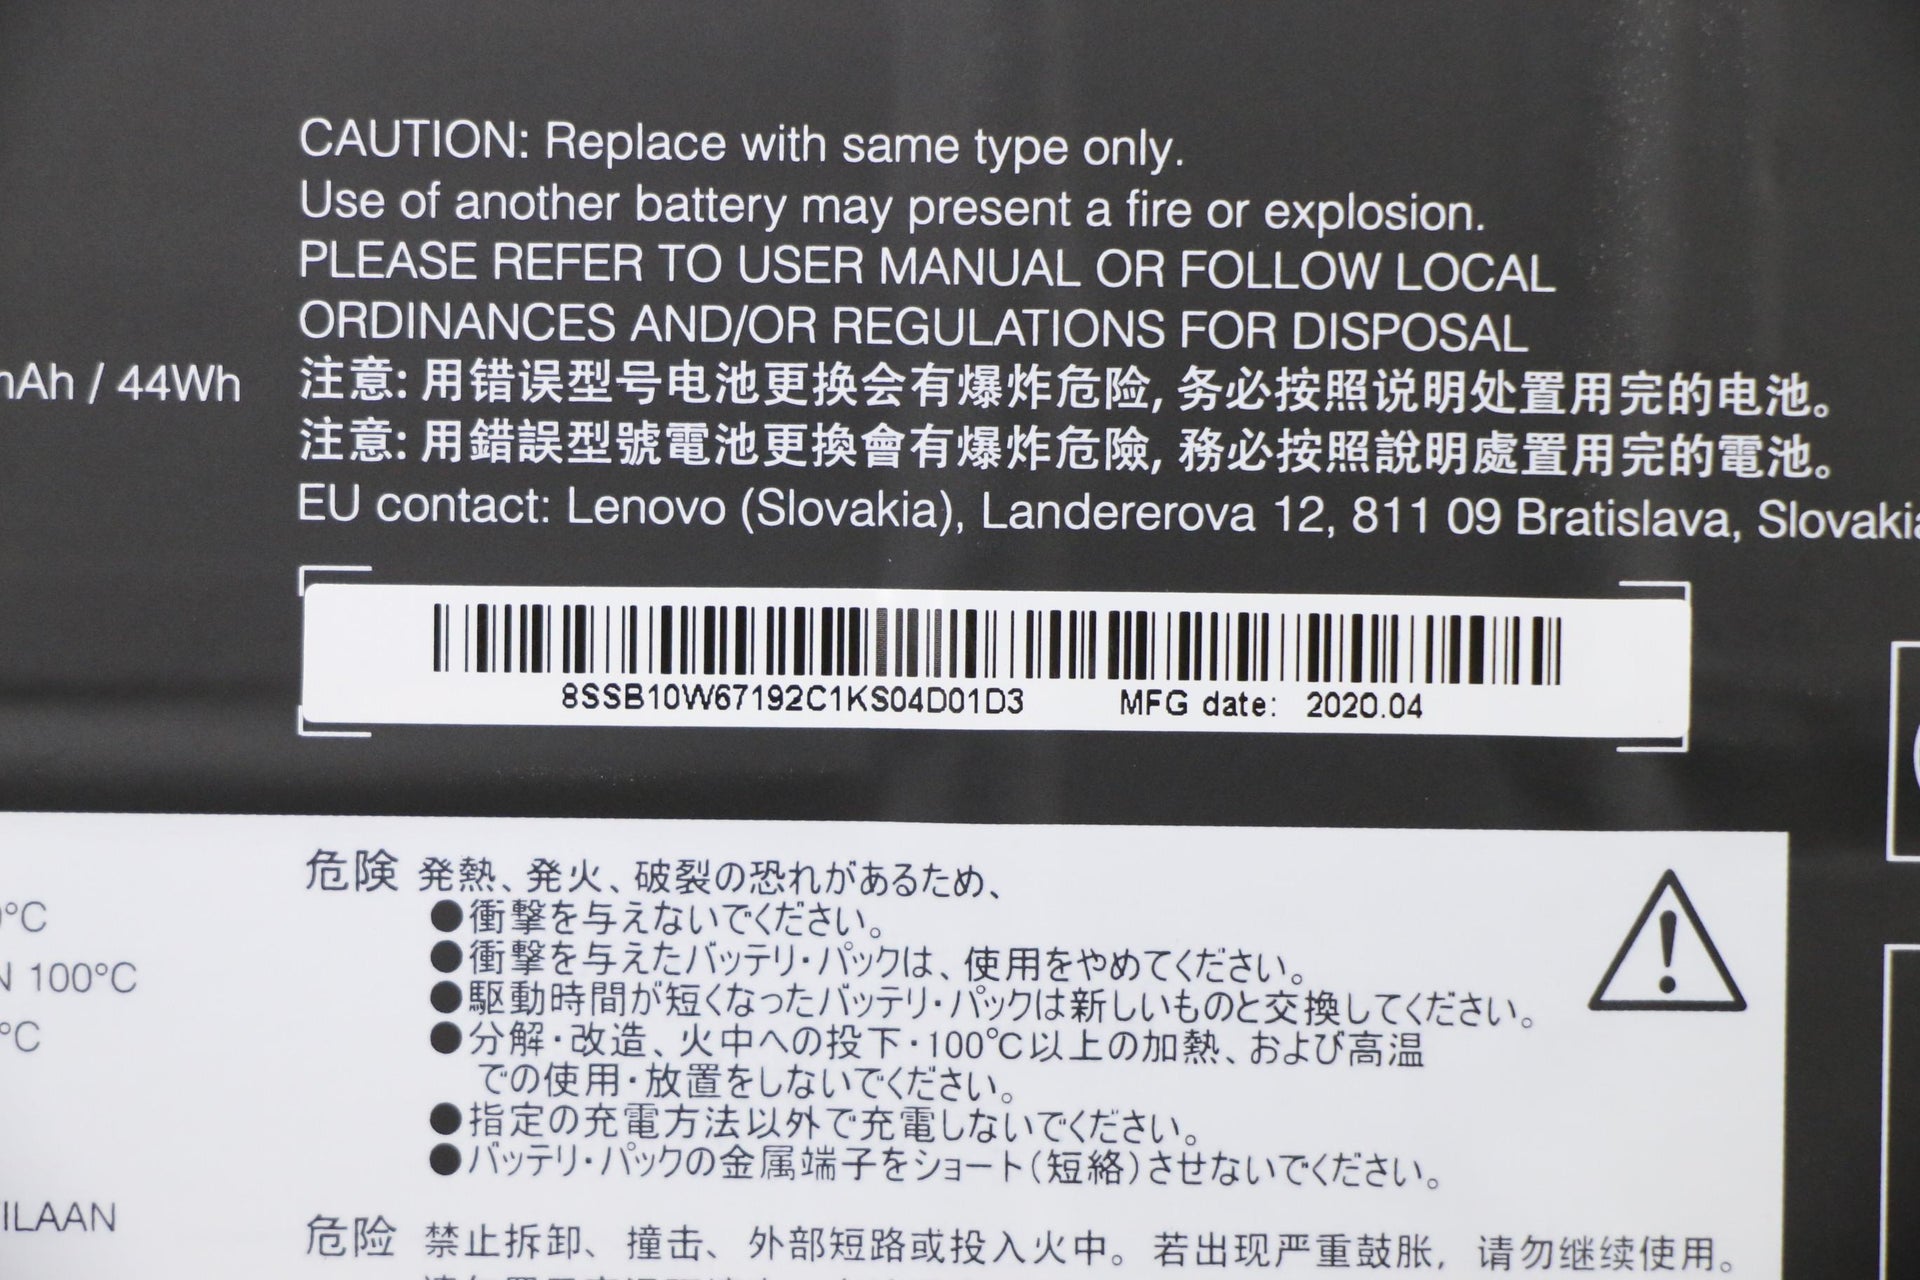 CAUTION: Replace with same type only.
Use of another battery may present a fire or explosion.
PLEASE REFER TO USER MANUAL OR FOLLOW LOCAL
ORDINANCES AND/OR REGULATIONS FOR DISPOSAL
mAh / 44Wh
注意: 用错误型号电池更换会有爆炸危险, 务必按照说明处置用完的电池。
注意: 用錯誤型號電池更換會有爆炸危險, 務必按照說明處置用完的電池。
EU contact: Lenovo (Slovakia), Landererova 12, 811 09 Bratislava, Slovakia
8SSB10W67192C1KS04D01D3 MFG date: 2020.04
危険 発熱、発火、破裂の恐れがあるため、
●衝撃を与えないでください。
●衝撃を与えたバッテリ・パックは、使用をやめてください。
●駆動時間が短くなったバッテリ・パックは新しいものと交換してください。
●分解・改造、火中への投下・100℃以上の加熱、および高温
での使用・放置をしないでください。
●指定の充電方法以外で充電しないでください。
●バッテリ・パックの金属端子をショート(短絡)させないでください。
°C
N 100°C
°C
ILAAN
危险 禁止拆卸、撞击、外部短路或投入火中。若出现严重鼓胀, 请勿继续使用。